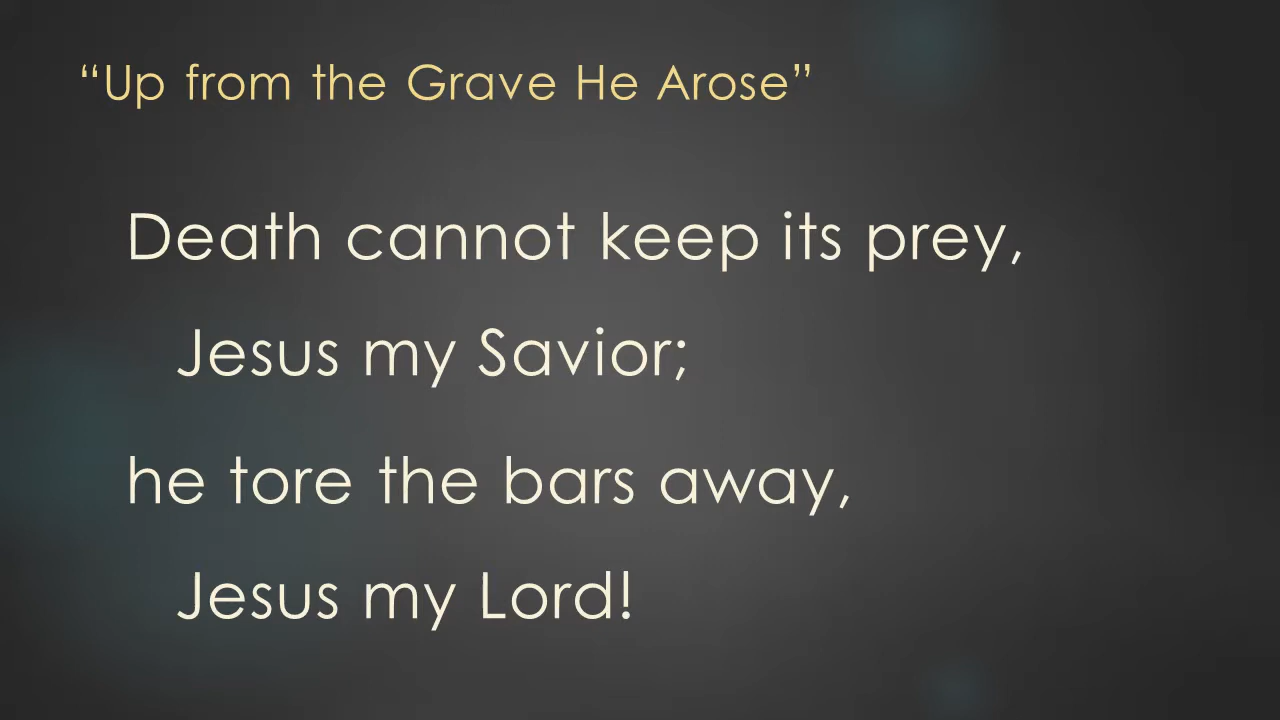 “Up from the Grave He Arose”
Death cannot keep its prey,
Jesus my Savior;
he tore the bars away,
Jesus my Lord!